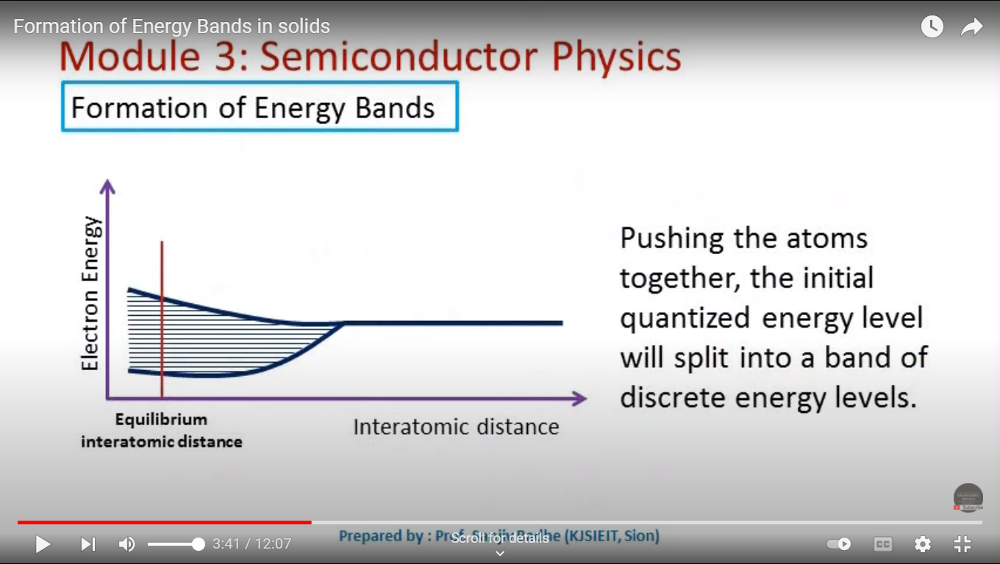 Formation of Energy Bands in solids
Module 3: Semiconductor Physics
Formation of Energy Bands
Electron Energy
Pushing the atoms
together, the initial
quantized energy level
will split into a band of
discrete energy levels.
Equilibrium
interatomic distance
Interatomic distance
Subscribe
Prepared by : Prof. (KJSIEIT, Sion)
Scroll for details
3:41 / 12:07
CC